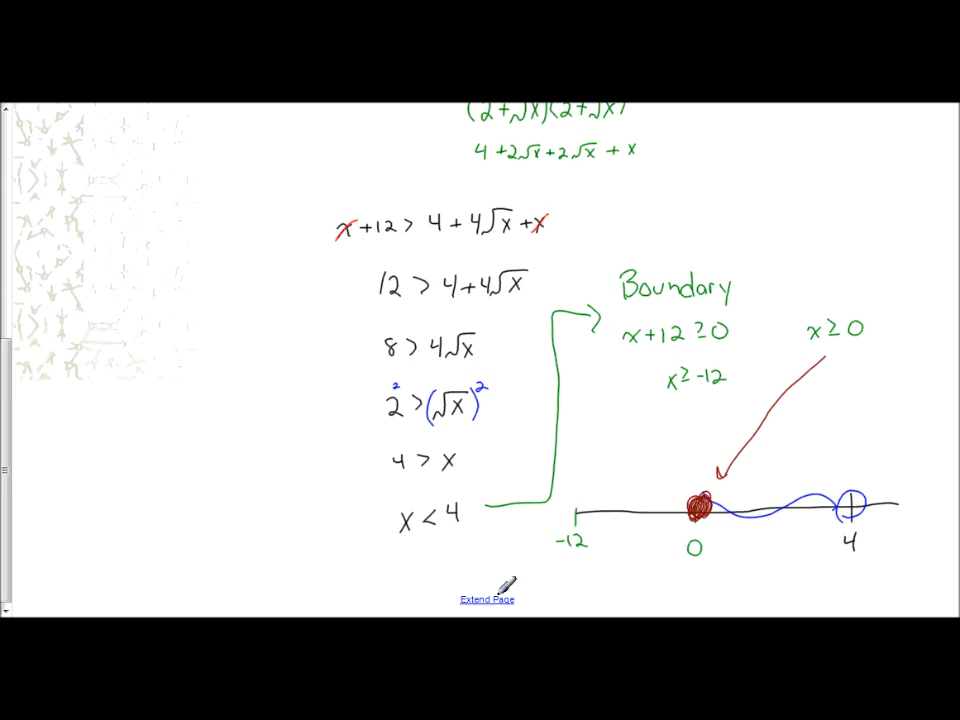 (2+√x)(2+√x)
4+2√x+2√x + x
x+12 > 4 + 4√x + x
12 > 4+4√x
8 > 4√x
2² > (√x)²
4 > x
x < 4
Boundary
x+12 ≥ 0
x ≥ -12
x ≥ 0
-12 0 4
Extend Page